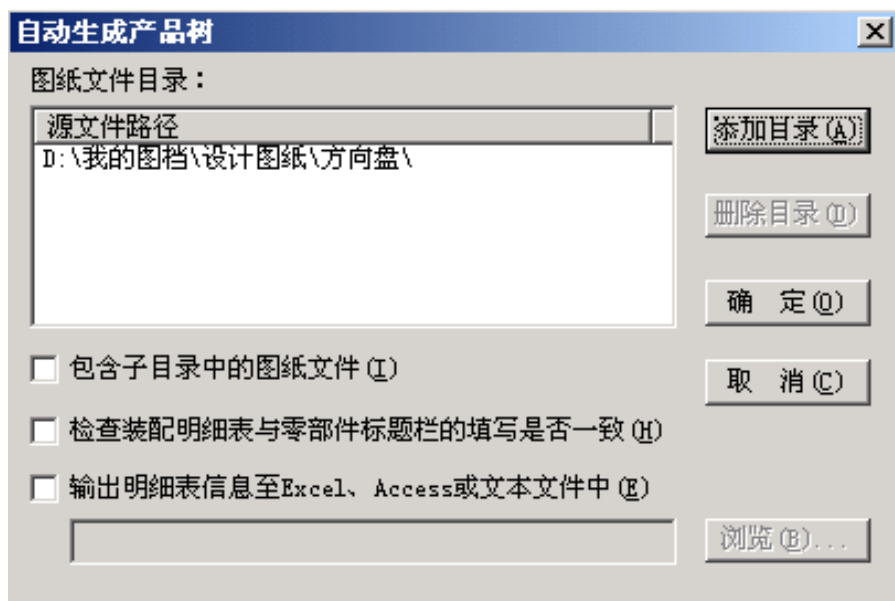 自动生成产品树
图纸文件目录：
源文件路径
D:\我的图档\设计图纸\方向盘\
添加目录(A)
删除目录(D)
确 定(O)
取 消(C)
包含子目录中的图纸文件(I)
检查装配明细表与零部件标题栏的填写是否一致(H)
输出明细表信息至Excel、Access或文本文件中(E)
浏览(B)...